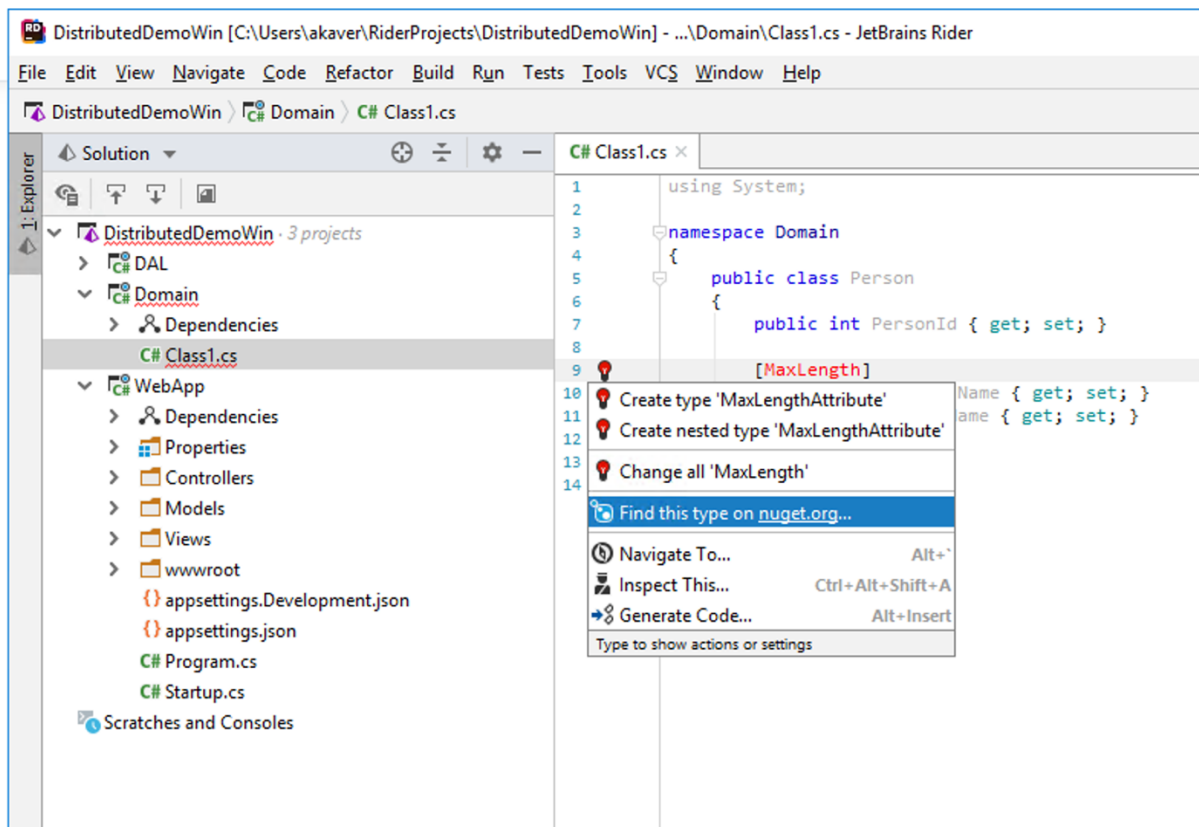 RD DistributedDemoWin [C:\Users\akaver\RiderProjects\DistributedDemoWin] - ...\Domain\Class1.cs - JetBrains Rider
File Edit View Navigate Code Refactor Build Run Tests Tools VCS Window Help
DistributedDemoWin C# Domain C# Class1.cs
1: Explorer
Solution
DistributedDemoWin · 3 projects
C# DAL
C# Domain
Dependencies
C# Class1.cs
C# WebApp
Dependencies
Properties
Controllers
Models
Views
wwwroot
{} appsettings.Development.json
{} appsettings.json
C# Program.cs
C# Startup.cs
Scratches and Consoles
C# Class1.cs
1 using System;
2
3 namespace Domain
4 {
5 public class Person
6 {
7 public int PersonId { get; set; }
8
9 [MaxLength]
10 Name { get; set; }
11 ame { get; set; }
12
13
14
Create type 'MaxLengthAttribute'
Create nested type 'MaxLengthAttribute'
Change all 'MaxLength'
Find this type on nuget.org...
Navigate To... Alt+`
Inspect This... Ctrl+Alt+Shift+A
Generate Code... Alt+Insert
Type to show actions or settings